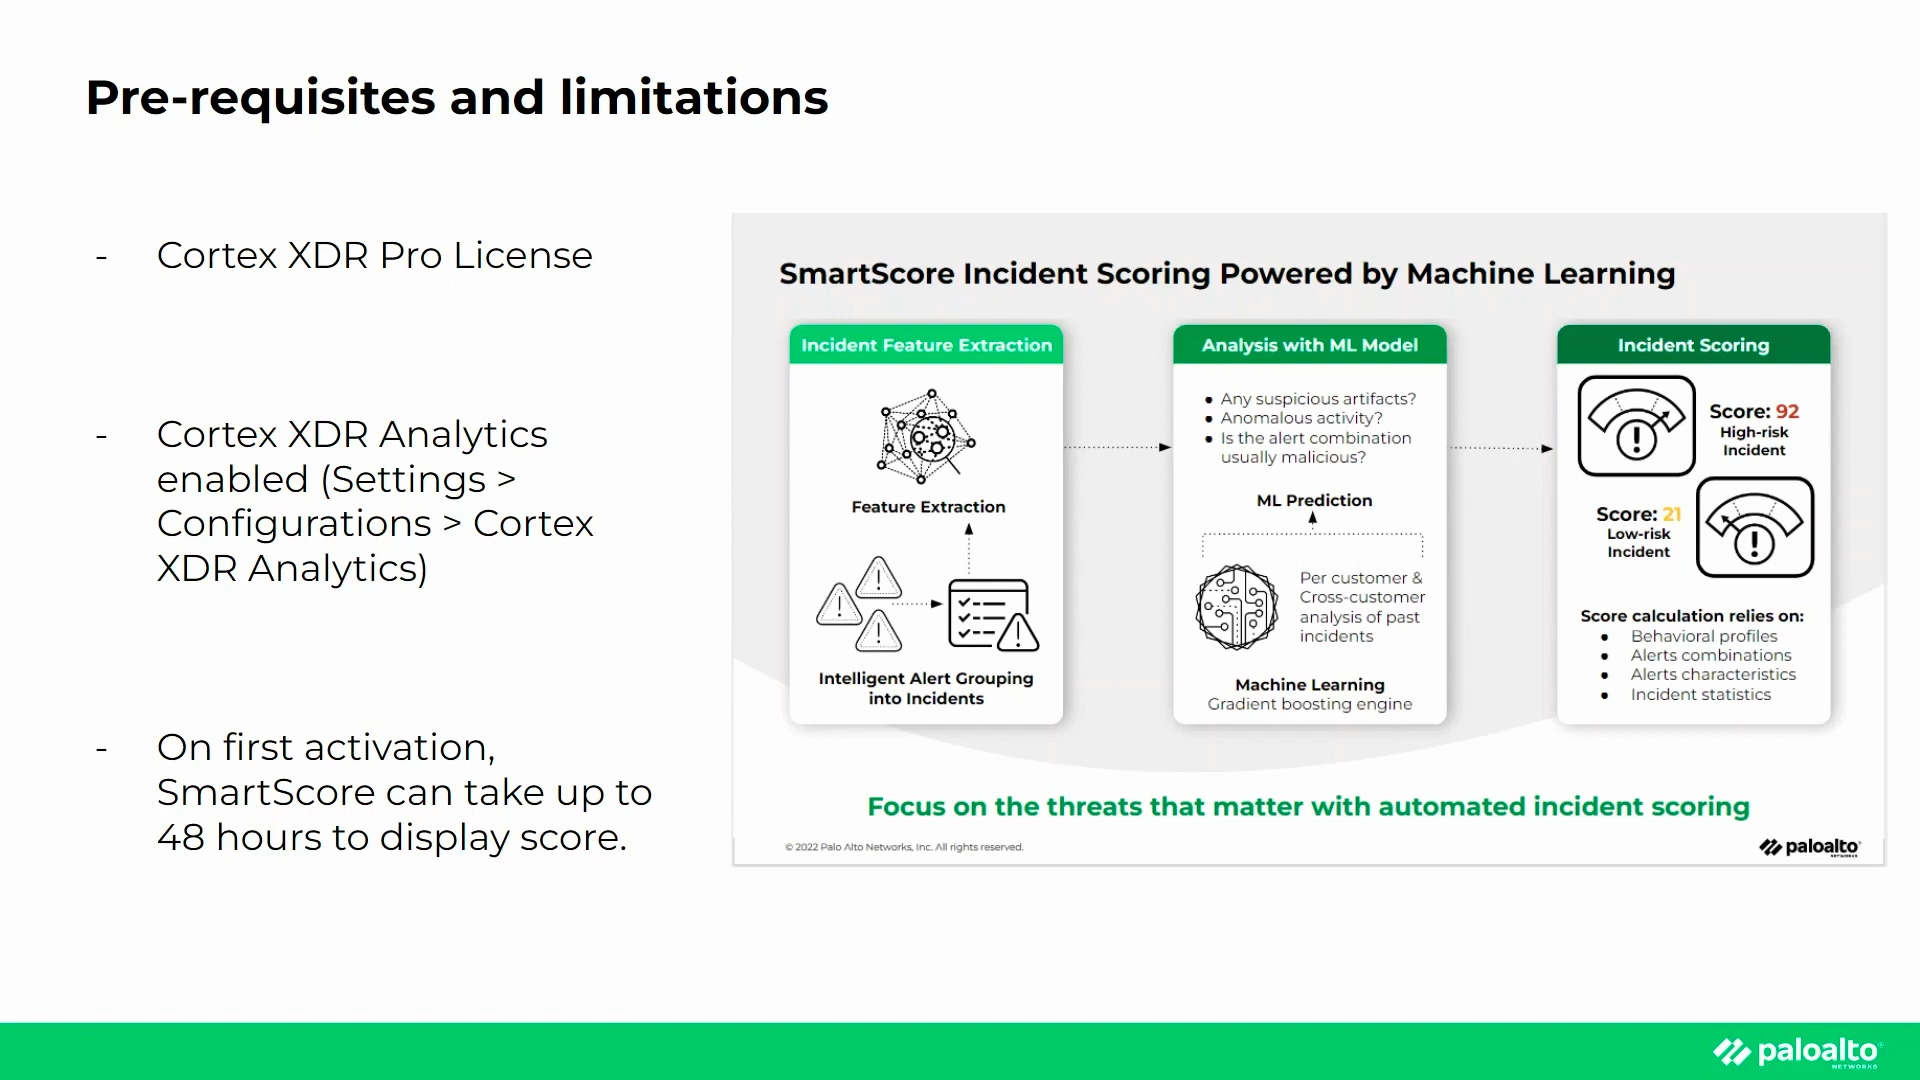 Pre-requisites and limitations
- Cortex XDR Pro License
- Cortex XDR Analytics
enabled (Settings >
Configurations > Cortex
XDR Analytics)
- On first activation,
SmartScore can take up to
48 hours to display score.
SmartScore Incident Scoring Powered by Machine Learning
Incident Feature Extraction
Feature Extraction
Intelligent Alert Grouping
into Incidents
Analysis with ML Model
• Any suspicious artifacts?
• Anomalous activity?
• Is the alert combination
usually malicious?
ML Prediction
Per customer &
Cross-customer
analysis of past
incidents
Machine Learning
Gradient boosting engine
Incident Scoring
Score: 92
High-risk
Incident
Score: 21
Low-risk
Incident
Score calculation relies on:
• Behavioral profiles
• Alerts combinations
• Alerts characteristics
• Incident statistics
Focus on the threats that matter with automated incident scoring
© 2022 Palo Alto Networks, Inc. All rights reserved.
paloalto
NETWORKS
paloalto
NETWORKS